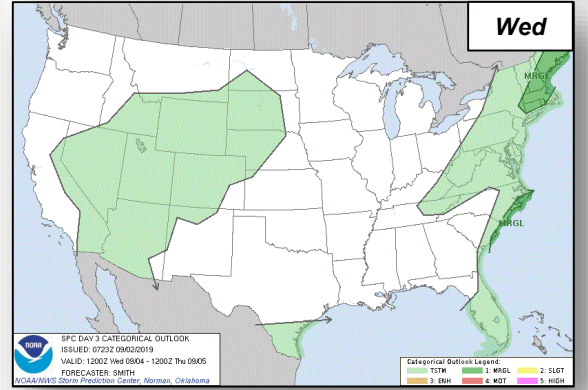 Wed
MRGL
MRGL
NOAA
SPC DAY 3 CATEGORICAL OUTLOOK
ISSUED: 0723Z 09/02/2019
VALID: 1200Z Wed 09/04 - 1200Z Thu 09/05
FORECASTER: SMITH
NOAA/NWS Storm Prediction Center, Norman, Oklahoma
Categorical Outlook Legend:
TSTM 1: MRGL 2: SLGT
3: ENH 4: MDT 5: HIGH